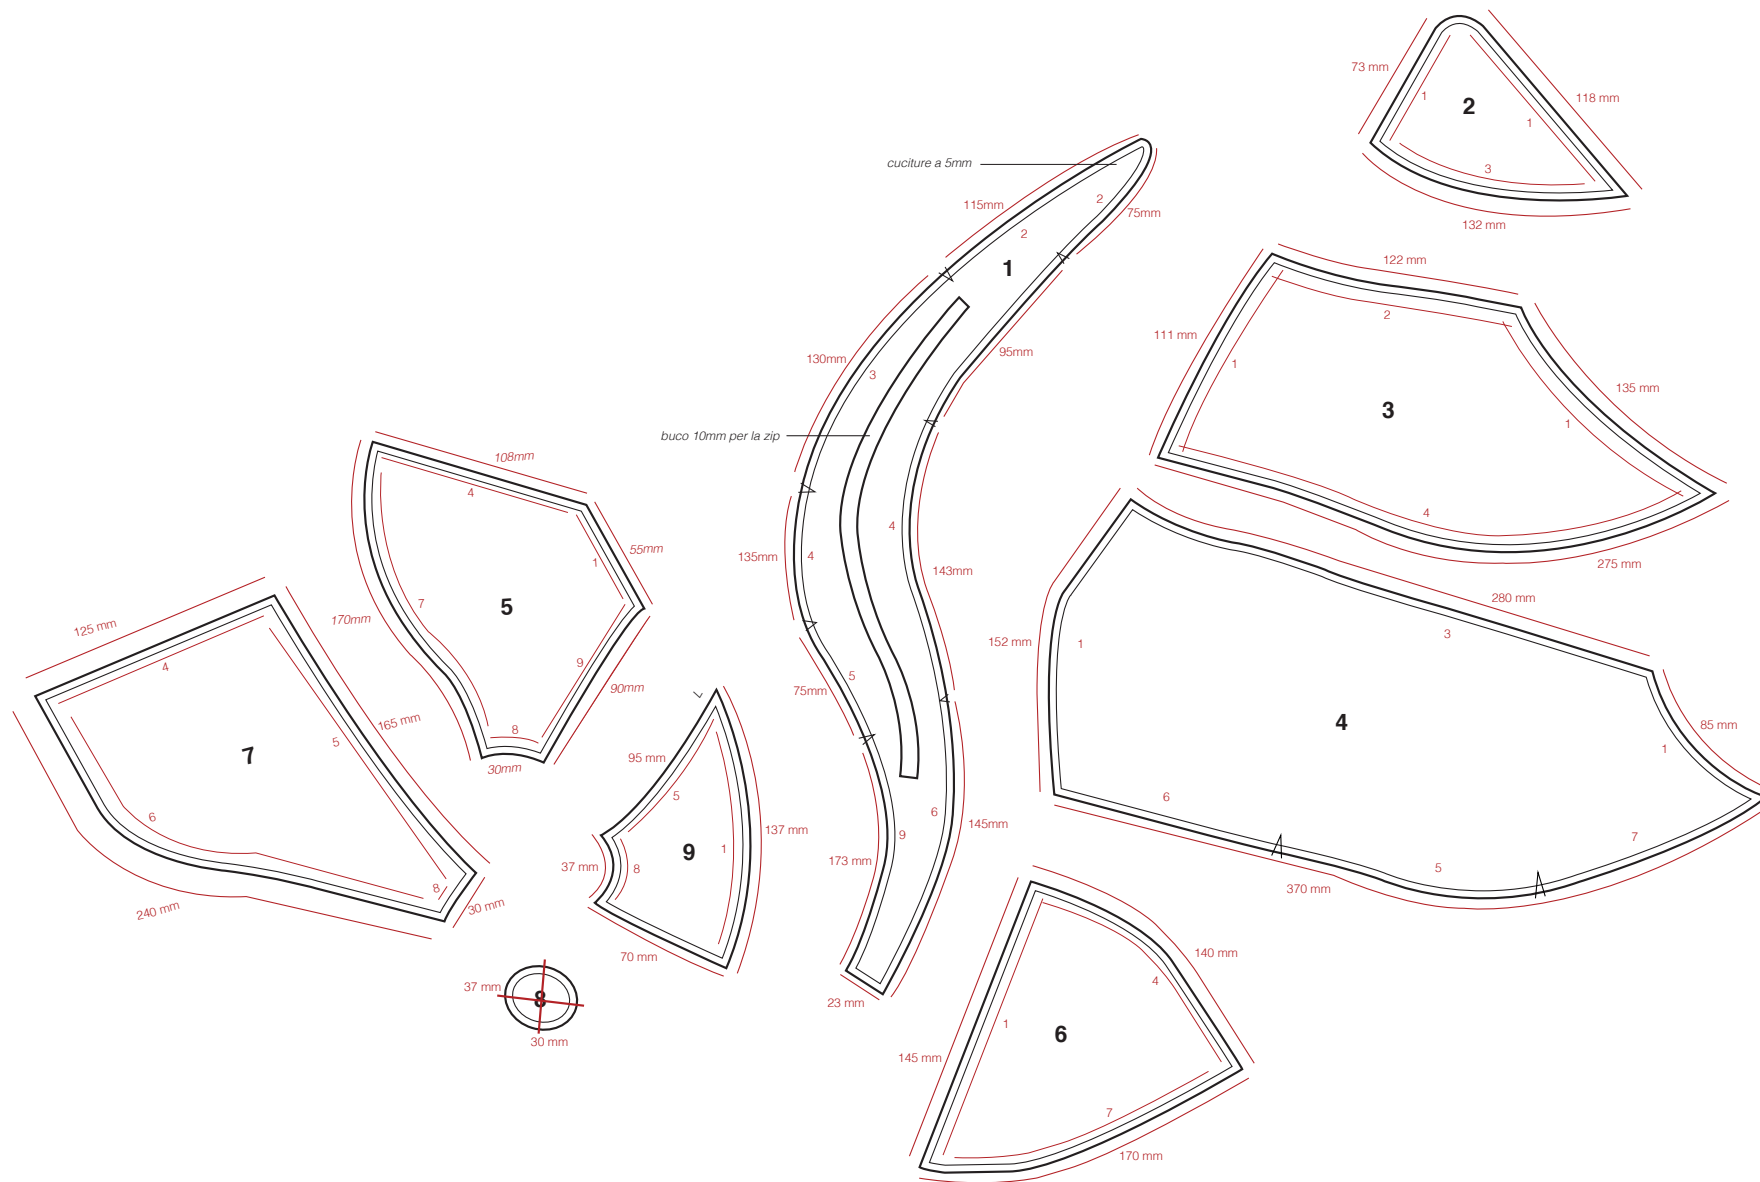 73 mm
1
2
118 mm
1
3
132 mm
cuciture a 5mm
115mm
2
2
75mm
1
130mm
3
95mm
buco 10mm per la zip
4
4
135mm
143mm
5
75mm
6
145mm
9
173 mm
23 mm
122 mm
2
111 mm
1
135 mm
3
1
4
275 mm
280 mm
3
152 mm
1
4
85 mm
1
6
7
5
370 mm
108mm
4
55mm
1
7
5
170mm
9
90mm
8
30mm
125 mm
4
165 mm
5
7
6
8
240 mm
30 mm
95 mm
5
137 mm
9
1
37 mm
8
70 mm
37 mm
8
30 mm
140 mm
4
1
6
145 mm
7
170 mm